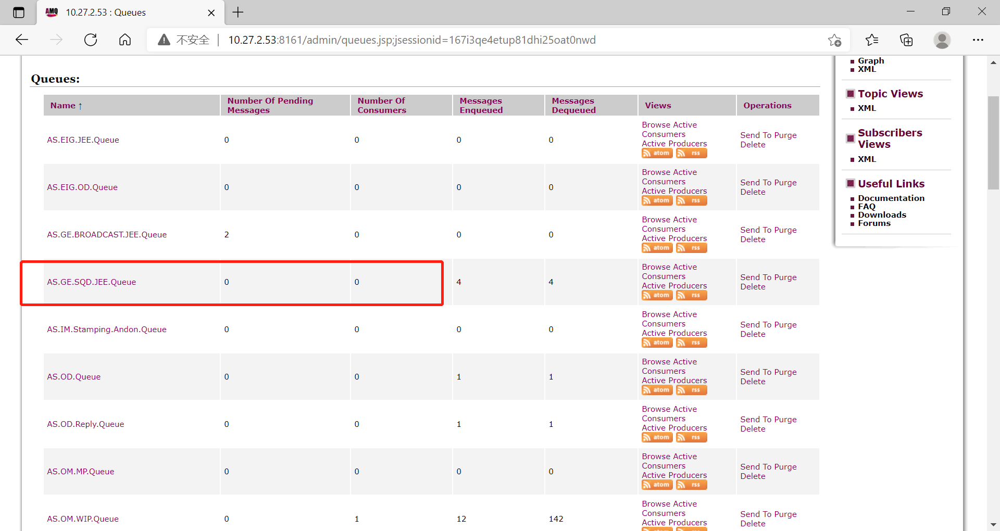 AMQ
10.27.2.53 : Queues
不安全
10.27.2.53:8161/admin/queues.jsp;jsessionid=167i3qe4etup81dhi25oat0nwd
Queues:
Name ↑
Number Of Pending Messages
Number Of Consumers
Messages Enqueued
Messages Dequeued
Views
Operations
AS.EIG.JEE.Queue
0
0
0
0
Browse Active
Consumers
Active Producers
atom rss
Send To Purge
Delete
AS.EIG.OD.Queue
0
0
0
0
Browse Active
Consumers
Active Producers
atom rss
Send To Purge
Delete
AS.GE.BROADCAST.JEE.Queue
2
0
0
0
Browse Active
Consumers
Active Producers
atom rss
Send To Purge
Delete
AS.GE.SQD.JEE.Queue
0
0
4
4
Browse Active
Consumers
Active Producers
atom rss
Send To Purge
Delete
AS.IM.Stamping.Andon.Queue
0
0
0
0
Browse Active
Consumers
Active Producers
atom rss
Send To Purge
Delete
AS.OD.Queue
0
0
1
1
Browse Active
Consumers
Active Producers
atom rss
Send To Purge
Delete
AS.OD.Reply.Queue
0
0
1
1
Browse Active
Consumers
Active Producers
atom rss
Send To Purge
Delete
AS.OM.MP.Queue
0
0
0
0
Browse Active
Consumers
Active Producers
atom rss
Send To Purge
Delete
AS.OM.WIP.Queue
0
1
12
142
Browse Active
Consumers
Active Producers
atom rss
Send To Purge
Delete
Graph
XML
Topic Views
XML
Subscribers
Views
XML
Useful Links
Documentation
FAQ
Downloads
Forums